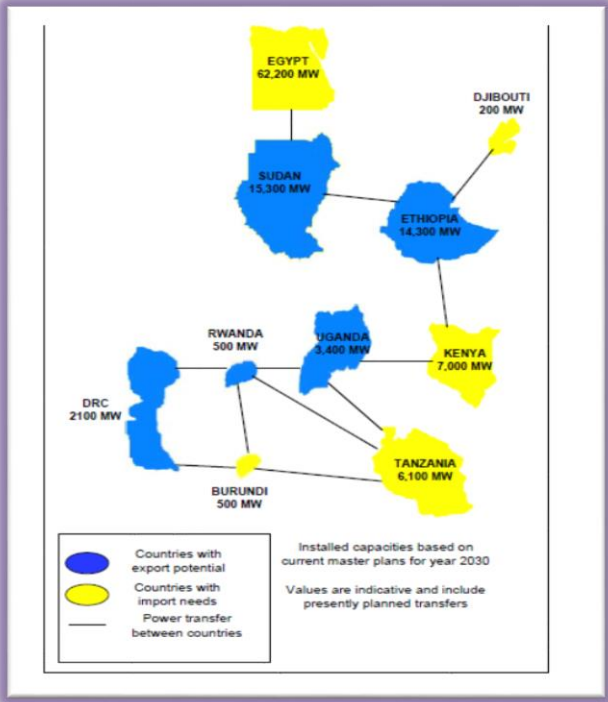 EGYPT
62,200 MW
DJIBOUTI
200 MW
SUDAN
15,300 MW
ETHIOPIA
14,300 MW
RWANDA
500 MW
UGANDA
3,400 MW
KENYA
7,000 MW
DRC
2100 MW
TANZANIA
6,100 MW
BURUNDI
500 MW
Countries with
export potential
Countries with
import needs
Power transfer
between countries
Installed capacities based on
current master plans for year 2030
Values are indicative and include
presently planned transfers